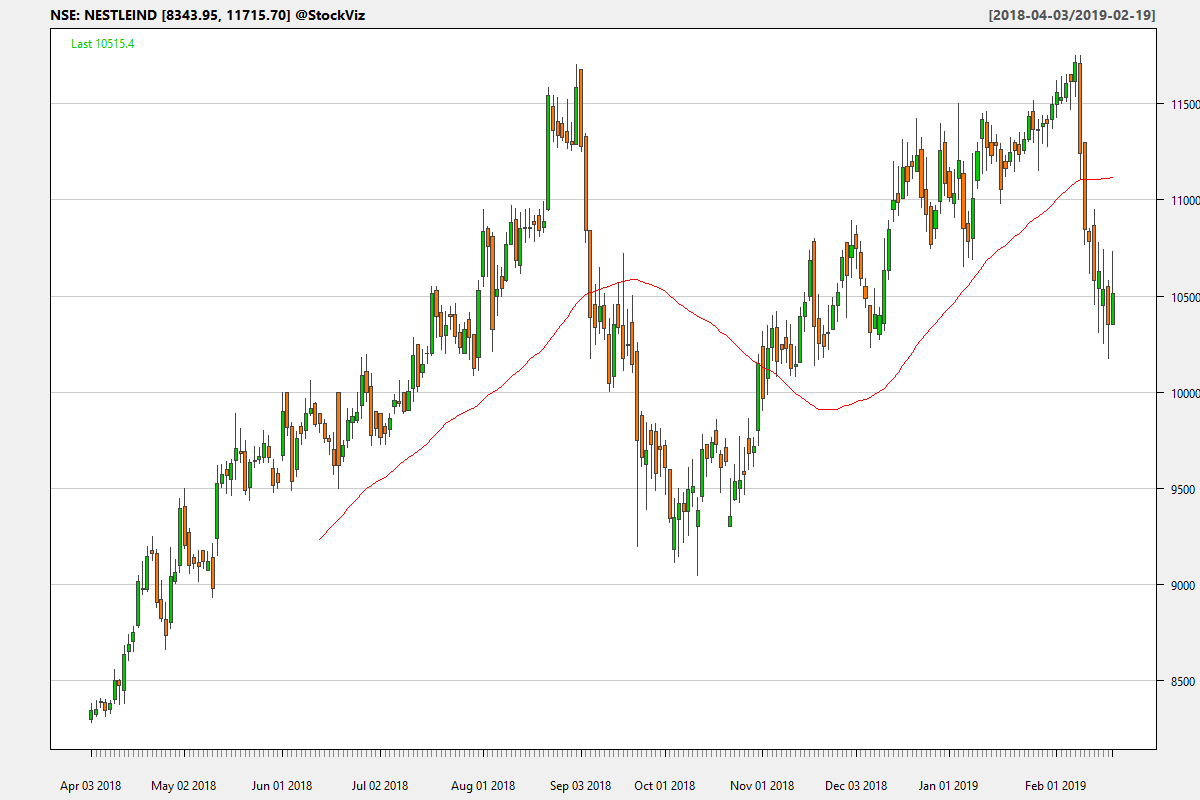 NSE: NESTLEIND [8343.95, 11715.70] @StockViz
[2018-04-03/2019-02-19]
Last 10515.4
11500
11000
10500
10000
9500
9000
8500
Apr 03 2018 May 02 2018 Jun 01 2018 Jul 02 2018 Aug 01 2018 Sep 03 2018 Oct 01 2018 Nov 01 2018 Dec 03 2018 Jan 01 2019 Feb 01 2019